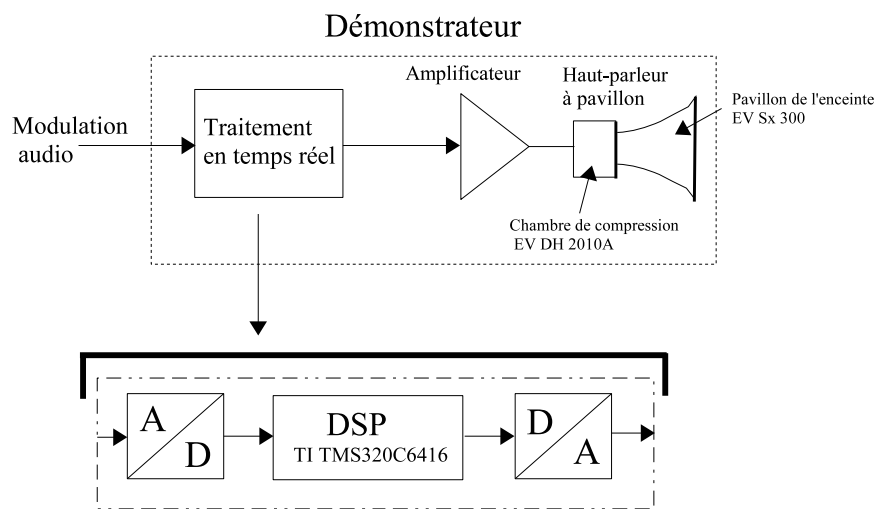 Démonstrateur
Amplificateur
Haut-parleur
à pavillon
Pavillon de l'enceinte
EV Sx 300
Modulation
audio
Traitement
en temps réel
Chambre de compression
EV DH 2010A
A
D
DSP
TI TMS320C6416
D
A